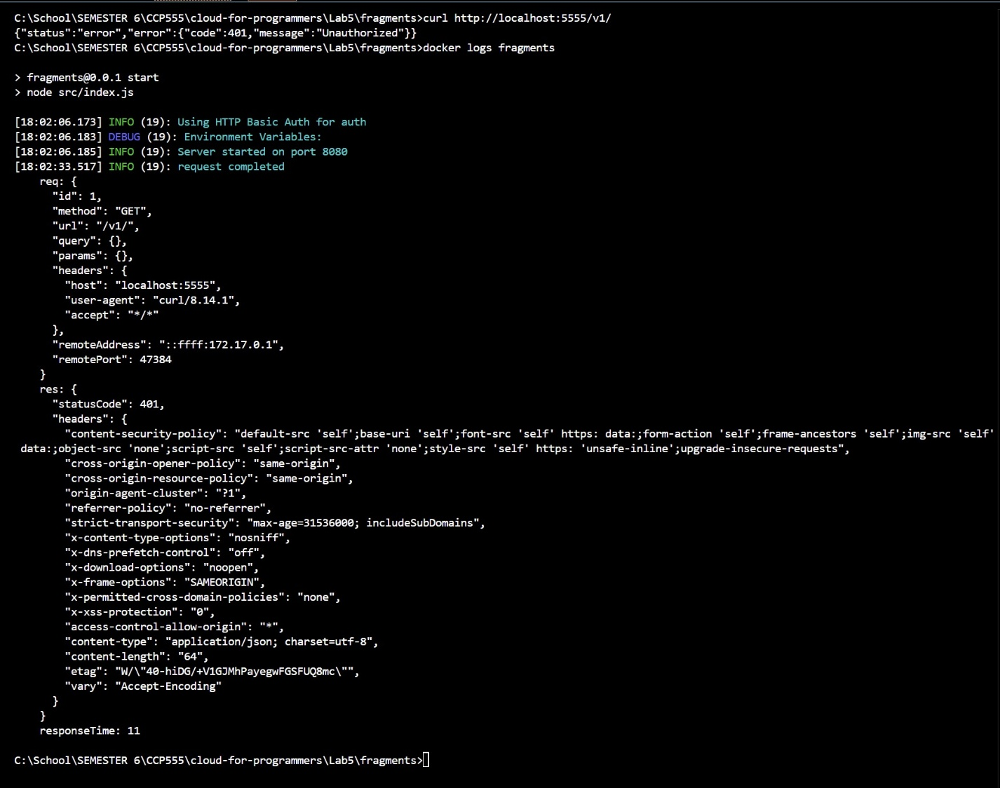 C:\School\SEMESTER 6\CCP555\cloud-for-programmers\Lab5\fragments>curl http://localhost:5555/v1/
{"status":"error","error":{"code":401,"message":"Unauthorized"}}
C:\School\SEMESTER 6\CCP555\cloud-for-programmers\Lab5\fragments>docker logs fragments
> fragments@0.0.1 start
> node src/index.js
[18:02:06.173] INFO (19): Using HTTP Basic Auth for auth
[18:02:06.183] DEBUG (19): Environment Variables:
[18:02:06.185] INFO (19): Server started on port 8080
[18:02:33.517] INFO (19): request completed
    req: {
      "id": 1,
      "method": "GET",
      "url": "/v1/",
      "query": {},
      "params": {},
      "headers": {
        "host": "localhost:5555",
        "user-agent": "curl/8.14.1",
        "accept": "*/*"
      },
      "remoteAddress": "::ffff:172.17.0.1",
      "remotePort": 47384
    }
    res: {
      "statusCode": 401,
      "headers": {
        "content-security-policy": "default-src 'self';base-uri 'self';font-src 'self' https: data:;form-action 'self';frame-ancestors 'self';img-src 'self'
 data:;object-src 'none';script-src 'self';script-src-attr 'none';style-src 'self' https: 'unsafe-inline';upgrade-insecure-requests",
        "cross-origin-opener-policy": "same-origin",
        "cross-origin-resource-policy": "same-origin",
        "origin-agent-cluster": "?1",
        "referrer-policy": "no-referrer",
        "strict-transport-security": "max-age=31536000; includeSubDomains",
        "x-content-type-options": "nosniff",
        "x-dns-prefetch-control": "off",
        "x-download-options": "noopen",
        "x-frame-options": "SAMEORIGIN",
        "x-permitted-cross-domain-policies": "none",
        "x-xss-protection": "0",
        "access-control-allow-origin": "*",
        "content-type": "application/json; charset=utf-8",
        "content-length": "64",
        "etag": "W/\"40-hiDG/+V1GJMhPayegwFGSFUQ8mc\"",
        "vary": "Accept-Encoding"
      }
    }
    responseTime: 11
C:\School\SEMESTER 6\CCP555\cloud-for-programmers\Lab5\fragments>